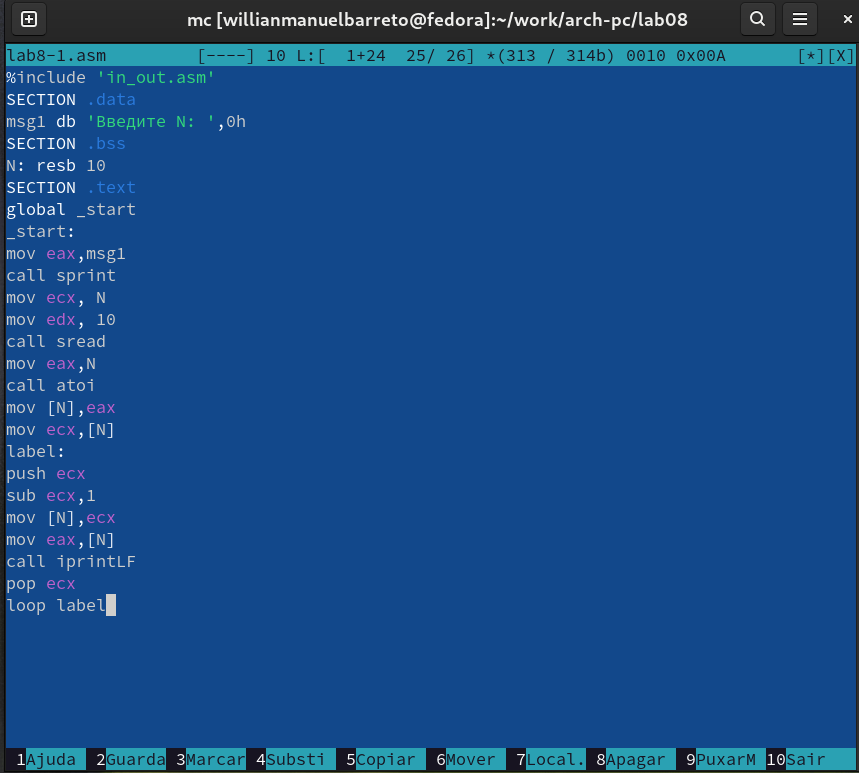 mc [willianmanuelbarreto@fedora]:~/work/arch-pc/lab08
lab8-1.asm [----] 10 L:[ 1+24 25/ 26] *(313 / 314b) 0010 0x00A [*][X]
%include 'in_out.asm'
SECTION .data
msg1 db 'Введите N: ',0h
SECTION .bss
N: resb 10
SECTION .text
global _start
_start:
mov eax,msg1
call sprint
mov ecx, N
mov edx, 10
call sread
mov eax,N
call atoi
mov [N],eax
mov ecx,[N]
label:
push ecx
sub ecx,1
mov [N],ecx
mov eax,[N]
call iprintLF
pop ecx
loop label
1Ajuda 2Guarda 3Marcar 4Substi 5Copiar 6Mover 7Local. 8Apagar 9PuxarM 10Sair